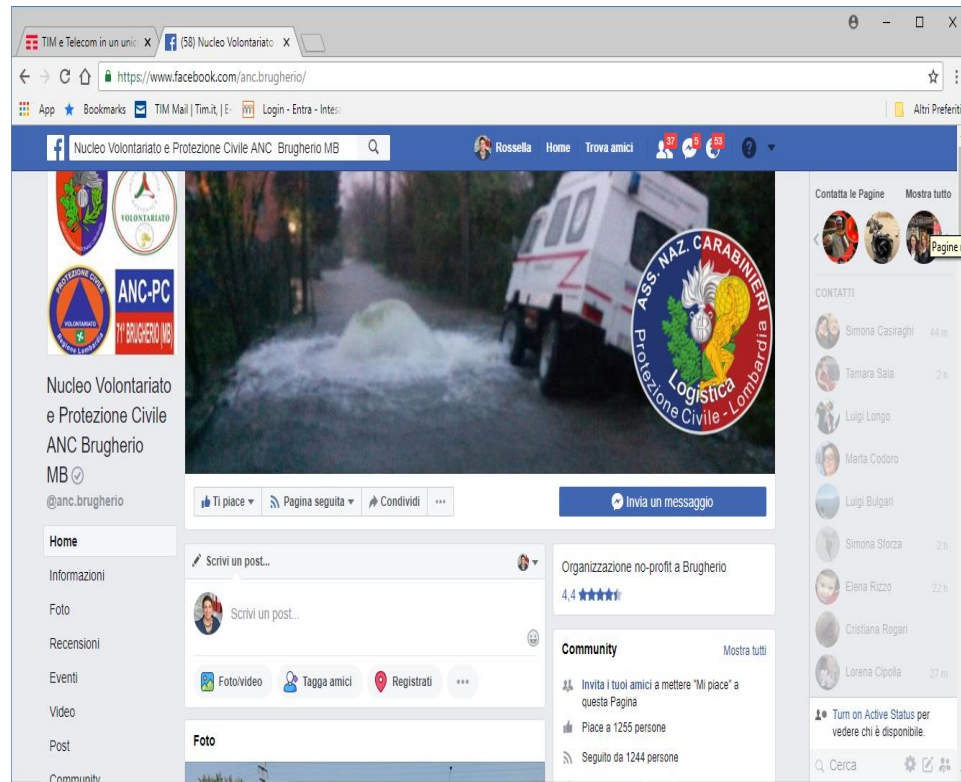 TIM e Telecom in un unic
(58) Nucleo Volontariato
https://www.facebook.com/anc.brugherio/
App
Bookmarks
TIM Mail | Tim.it, | E-
Login - Entra - Intes
Altri Preferiti
Nucleo Volontariato e Protezione Civile ANC Brugherio MB
Rossella
Home
Trova amici
37
5
53
VOLONTARIATO
PROTEZIONE CIVILE
VOLONTARIATO
Regione Lombardia
ANC-PC
71° BRUGHERIO (MB)
ASS. NAZ. CARABINIERI
Logistica
Protezione Civile - Lombardia
Nucleo Volontariato
e Protezione Civile
ANC Brugherio
MB
@anc.brugherio
Home
Informazioni
Foto
Recensioni
Eventi
Video
Post
Community
Ti piace
Pagina seguita
Condividi
Invia un messaggio
Scrivi un post...
Scrivi un post...
Foto/video
Tagga amici
Registrati
Foto
Organizzazione no-profit a Brugherio
4,4
Community
Mostra tutti
Invita i tuoi amici a mettere "Mi piace" a
questa Pagina
Piace a 1255 persone
Seguito da 1244 persone
Contatta le Pagine
Mostra tutto
Pagine
CONTATTI
Simona Casiraghi 44 m
Tamara Sala 2 h
Luigi Longo
Marta Codoro
Luigi Bulgari
Simona Sforza 2 h
Elena Rizzo 22 h
Cristiana Rogari
Lorena Cipolla 27 m
Turn on Active Status per
vedere chi è disponibile.
Cerca